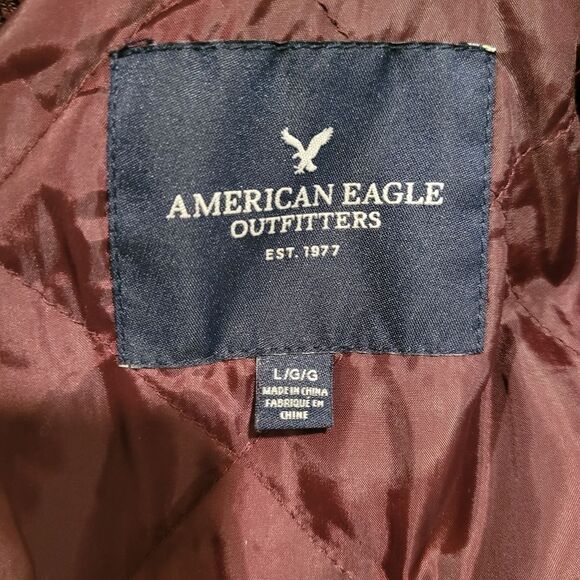 AMERICAN EAGLE
OUTFITTERS
EST. 1977
L/G/G
MADE IN CHINA
FABRIQUE EN
CHINE